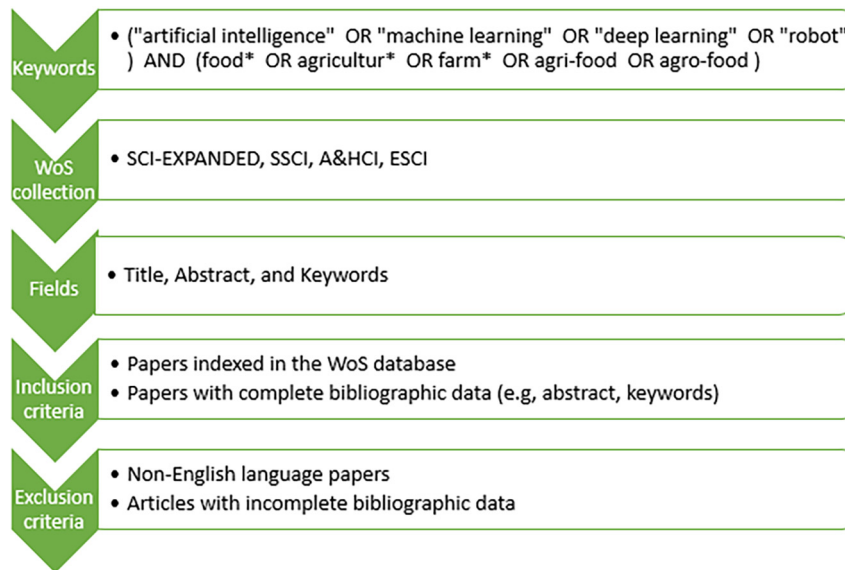 Keywords
• ("artificial intelligence" OR "machine learning" OR "deep learning" OR "robot"
) AND (food* OR agricultur* OR farm* OR agri-food OR agro-food )
WoS
collection
• SCI-EXPANDED, SSCI, A&HCI, ESCI
Fields
• Title, Abstract, and Keywords
Inclusion
criteria
• Papers indexed in the WoS database
• Papers with complete bibliographic data (e.g, abstract, keywords)
Exclusion
criteria
• Non-English language papers
• Articles with incomplete bibliographic data